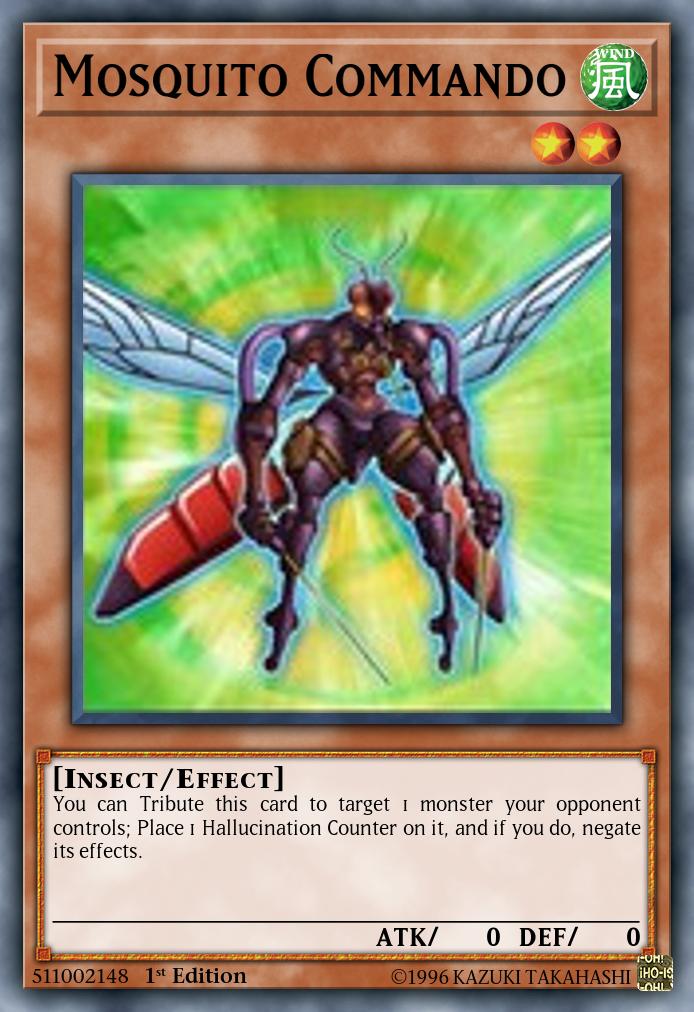 Mosquito Commando
WIND
風
[Insect/Effect]
You can Tribute this card to target 1 monster your opponent
controls; Place 1 Hallucination Counter on it, and if you do, negate
its effects.
ATK/ 0 DEF/ 0
511002148 1st Edition ©1996 KAZUKI TAKAHASHI